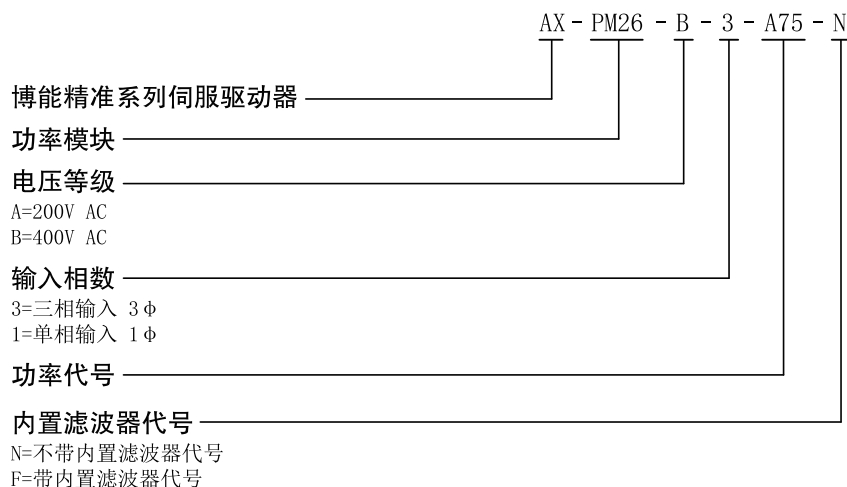 AX - PM26 - B - 3 - A75 - N
博能精准系列伺服驱动器
功率模块
电压等级
A=200V AC
B=400V AC
输入相数
3=三相输入 3φ
1=单相输入 1φ
功率代号
内置滤波器代号
N=不带内置滤波器代号
F=带内置滤波器代号